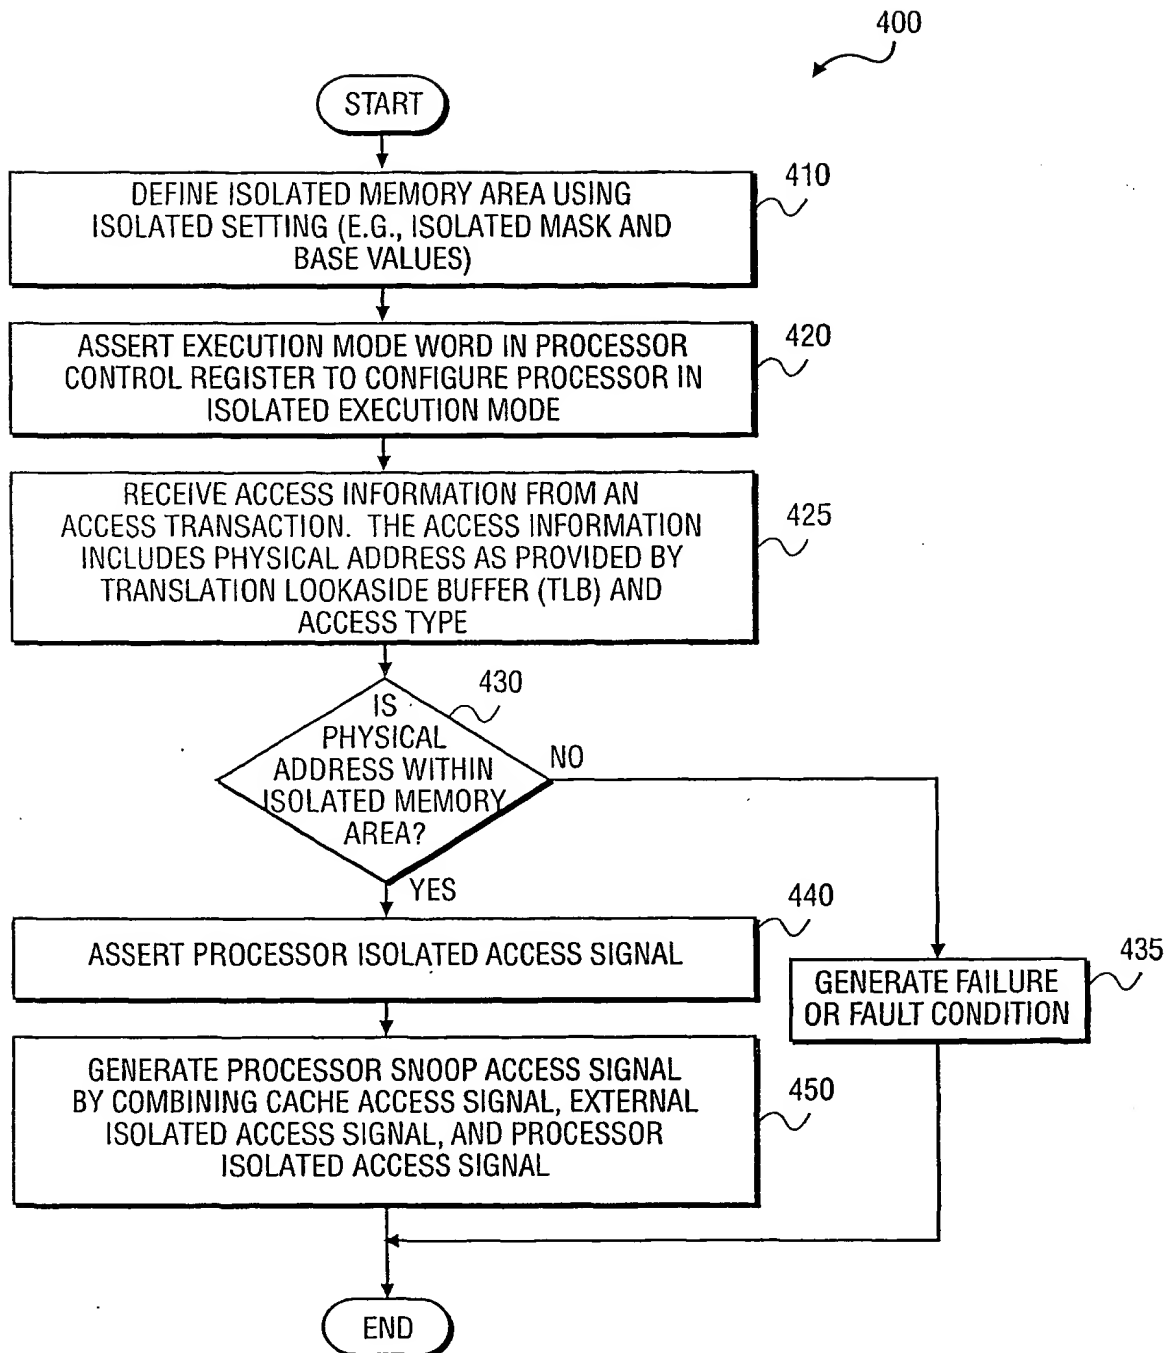 400
START
DEFINE ISOLATED MEMORY AREA USING
ISOLATED SETTING (E.G., ISOLATED MASK AND
BASE VALUES)
410
ASSERT EXECUTION MODE WORD IN PROCESSOR
CONTROL REGISTER TO CONFIGURE PROCESSOR IN
ISOLATED EXECUTION MODE
420
RECEIVE ACCESS INFORMATION FROM AN
ACCESS TRANSACTION. THE ACCESS INFORMATION
INCLUDES PHYSICAL ADDRESS AS PROVIDED BY
TRANSLATION LOOKASIDE BUFFER (TLB) AND
ACCESS TYPE
425
IS
PHYSICAL
ADDRESS WITHIN
ISOLATED MEMORY
AREA?
430
NO
YES
ASSERT PROCESSOR ISOLATED ACCESS SIGNAL
440
GENERATE FAILURE
OR FAULT CONDITION
435
GENERATE PROCESSOR SNOOP ACCESS SIGNAL
BY COMBINING CACHE ACCESS SIGNAL, EXTERNAL
ISOLATED ACCESS SIGNAL, AND PROCESSOR
ISOLATED ACCESS SIGNAL
450
END